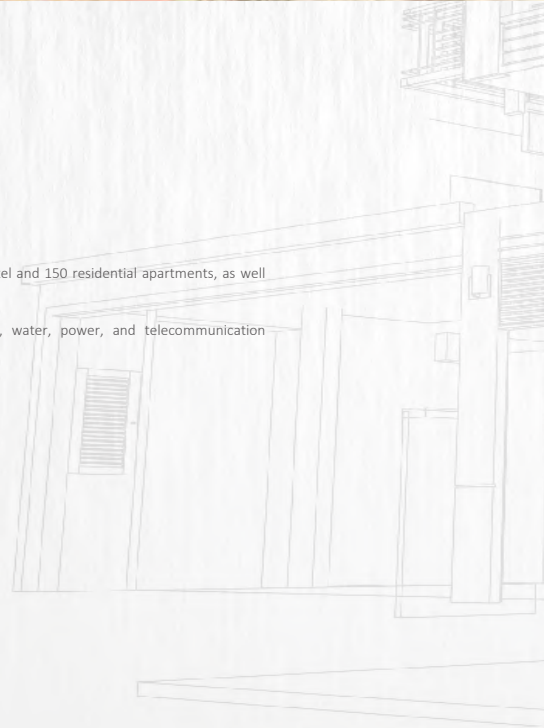 el and 150 residential apartments, as well
, water, power, and telecommunication